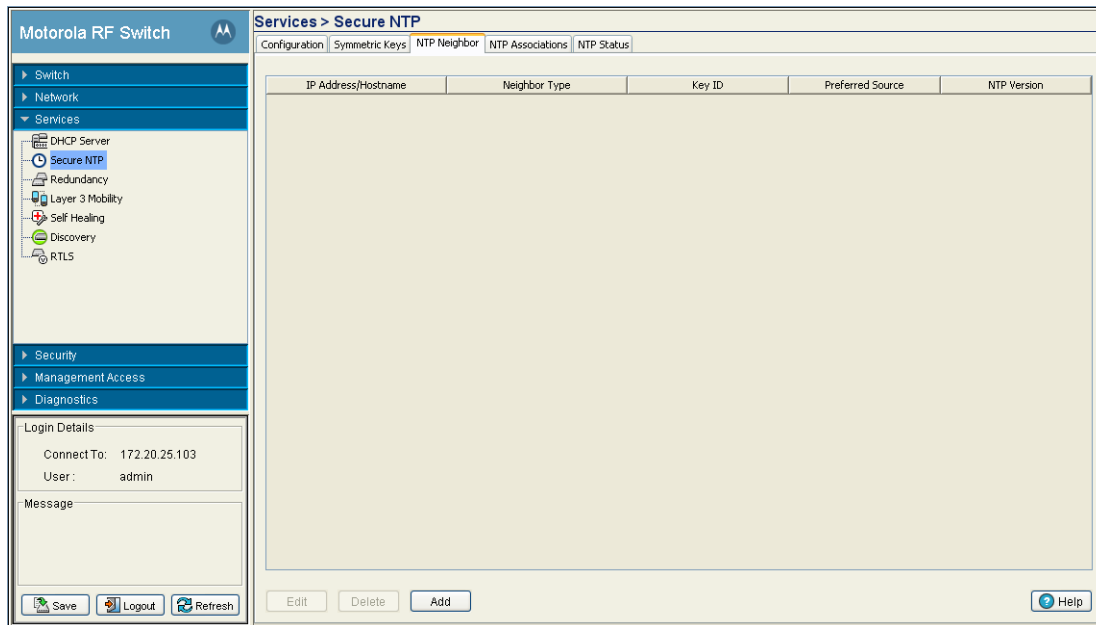 Motorola RF Switch
Services > Secure NTP
Configuration Symmetric Keys NTP Neighbor NTP Associations NTP Status
Switch
Network
Services
DHCP Server
Secure NTP
Redundancy
Layer 3 Mobility
Self Healing
Discovery
RTLS
Security
Management Access
Diagnostics
Login Details
Connect To: 172.20.25.103
User : admin
Message
Save Logout Refresh
IP Address/Hostname Neighbor Type Key ID Preferred Source NTP Version
Edit Delete Add Help